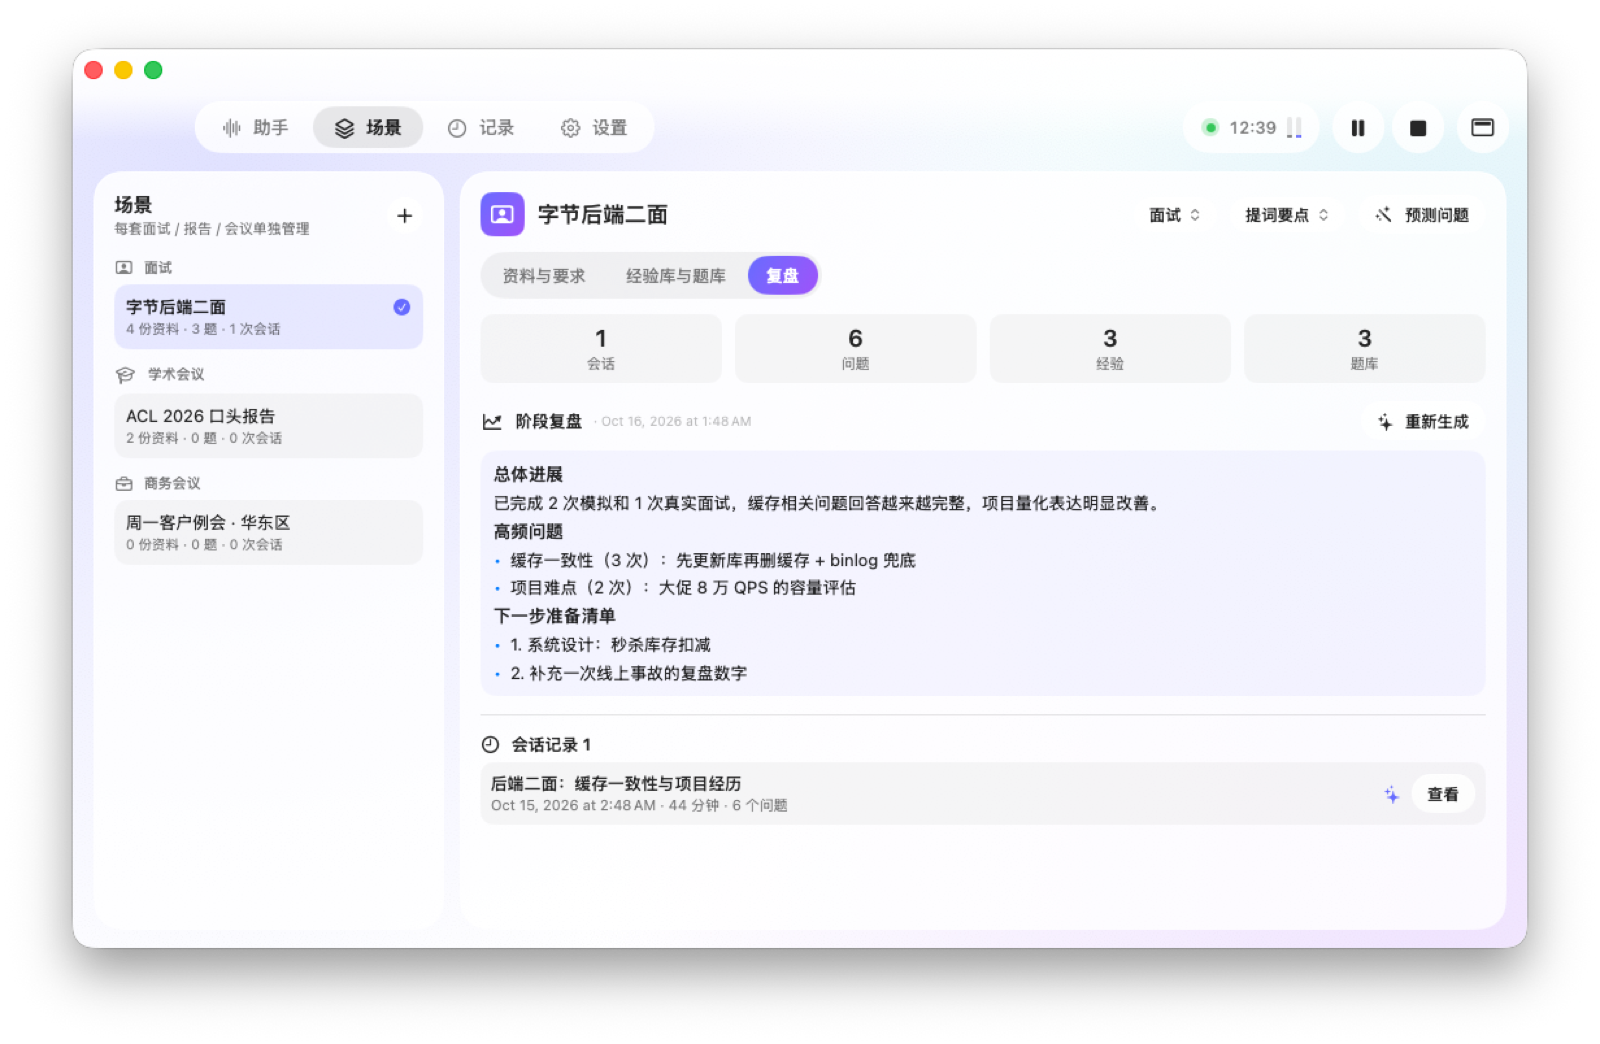 助手
场景
记录
设置
12:39
场景
每套面试 / 报告 / 会议单独管理
面试
字节后端二面
4 份资料 · 3 题 · 1 次会话
学术会议
ACL 2026 口头报告
2 份资料 · 0 题 · 0 次会话
商务会议
周一客户例会 · 华东区
0 份资料 · 0 题 · 0 次会话
字节后端二面
面试
提词要点
预测问题
资料与要求
经验库与题库
复盘
1
会话
6
问题
3
经验
3
题库
阶段复盘 · Oct 16, 2026 at 1:48 AM
重新生成
总体进展
已完成 2 次模拟和 1 次真实面试，缓存相关问题回答越来越完整，项目量化表达明显改善。
高频问题
• 缓存一致性（3 次）：先更新库再删缓存 + binlog 兜底
• 项目难点（2 次）：大促 8 万 QPS 的容量评估
下一步准备清单
• 1. 系统设计：秒杀库存扣减
• 2. 补充一次线上事故的复盘数字
会话记录 1
后端二面：缓存一致性与项目经历
Oct 15, 2026 at 2:48 AM · 44 分钟 · 6 个问题
查看